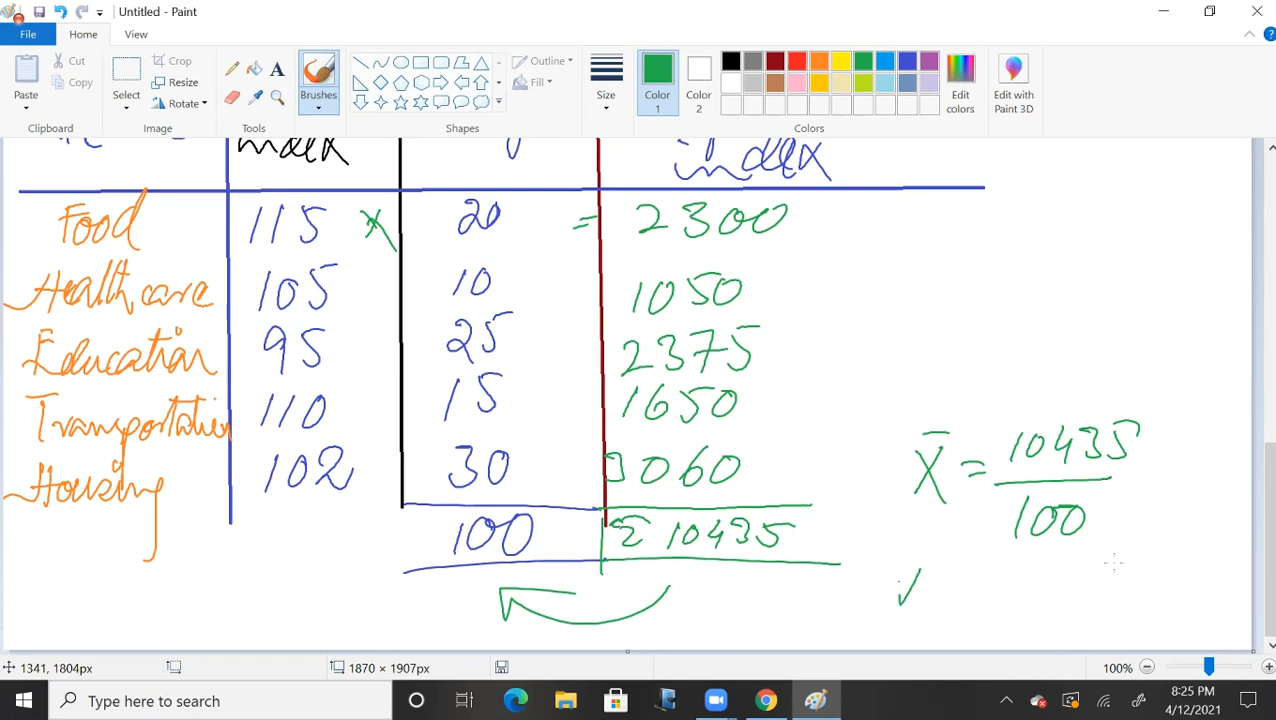 Untitled - Paint
File Home View
Cut
Copy
Paste
Clipboard
Select
Crop
Resize
Rotate
Image
A
Tools
Brushes
Outline
Fill
Shapes
Size
Color 1
Color 2
Edit colors
Colors
Edit with Paint 3D
index index
Food 115 × 20 = 2300
Healthcare 105 10 1050
Education 95 25 2375
Transportation 110 15 1650
Housing 102 30 3060
100 Σ 10435
X̄ = 10435
100
✓
1341, 1804px
1870 × 1907px
100%
Type here to search
8:25 PM
4/12/2021